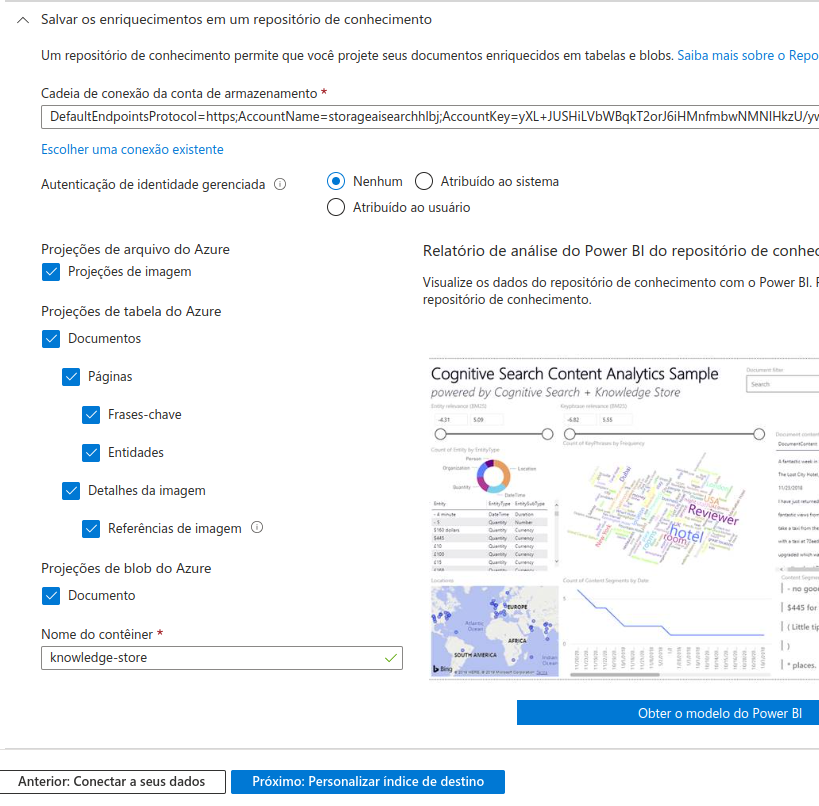 Salvar os enriquecimentos em um repositório de conhecimento
Um repositório de conhecimento permite que você projete seus documentos enriquecidos em tabelas e blobs. Saiba mais sobre o Repo
Cadeia de conexão da conta de armazenamento *
DefaultEndpointsProtocol=https;AccountName=storageaisearchhlbj;AccountKey=
Escolher uma conexão existente
Autenticação de identidade gerenciada
Nenhum
Atribuído ao sistema
Atribuído ao usuário
Projeções de arquivo do Azure
Projeções de imagem
Projeções de tabela do Azure
Documentos
Páginas
Frases-chave
Entidades
Detalhes da imagem
Referências de imagem
Projeções de blob do Azure
Documento
Nome do contêiner *
knowledge-store
Relatório de análise do Power BI do repositório de conhec
Visualize os dados do repositório de conhecimento com o Power BI.
repositório de conhecimento.
Cognitive Search Content Analytics Sample
powered by Cognitive Search + Knowledge Store
Document filter
Search
Entity relevance (BM25)
Keyphrase relevance (BM25)
-4.31 5.09
-6.82 5.55
Count of Entity by EntityType
Person
Organization
Location
Quantity
DateTime
Entity EntityType EntitySubType
- 4 minute DateTime Duration
- 5 Quantity Number
$160 dollars Quantity Currency
$445 Quantity Currency
£10 Quantity Currency
£100 Quantity Currency
£15 Quantity Currency
Count of KeyPhrases by Frequency
Dubai
London
USA
Reviewer
hotel
room
New York
Document content
DocumentContent
A fantastic week in
The Last City Hotel,
11/25/2018
I have just returned
fantastic views from
take a taxi from the
with a taxi at 70aed
upgraded which wa
Locations
EUROPE
Atlantic
Ocean
AFRICA
SOUTH AMERICA
Indian
Ocean
Bing
Count of Content Segments by Date
5
0
Content Segmen
- no goo
$445 for
( Little tip
)
* places.
Obter o modelo do Power BI
Anterior: Conectar a seus dados
Próximo: Personalizar índice de destino